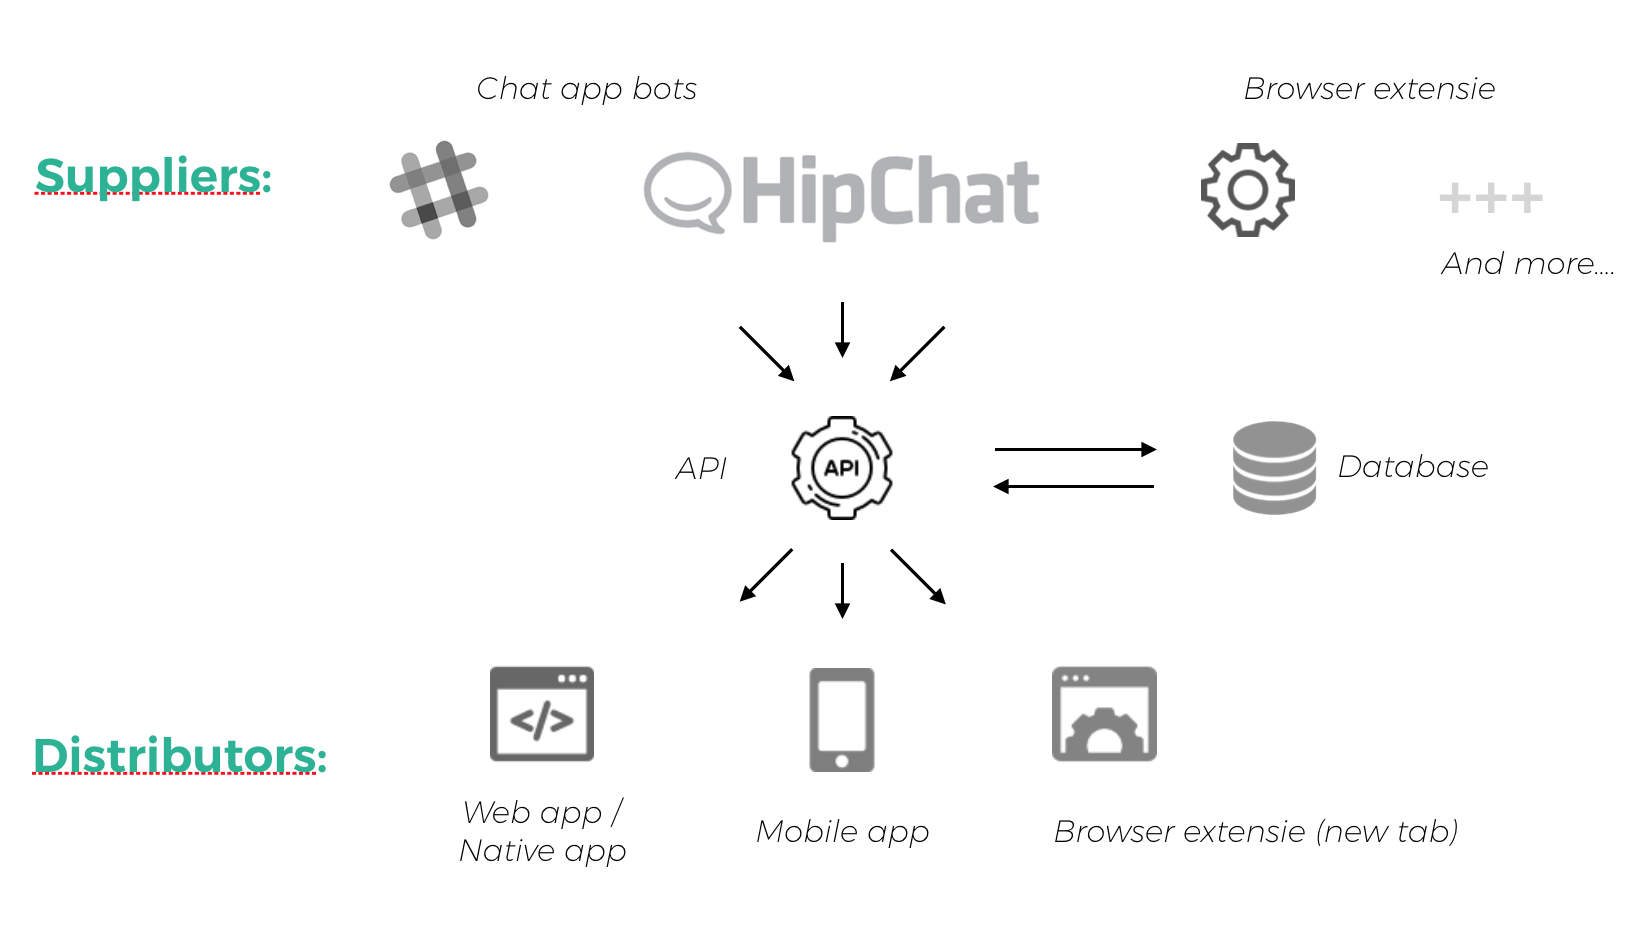 Chat app bots
Browser extensie
Suppliers:
HipChat
+++
And more....
API
API
Database
Distributors:
Web app /
Native app
Mobile app
Browser extensie (new tab)